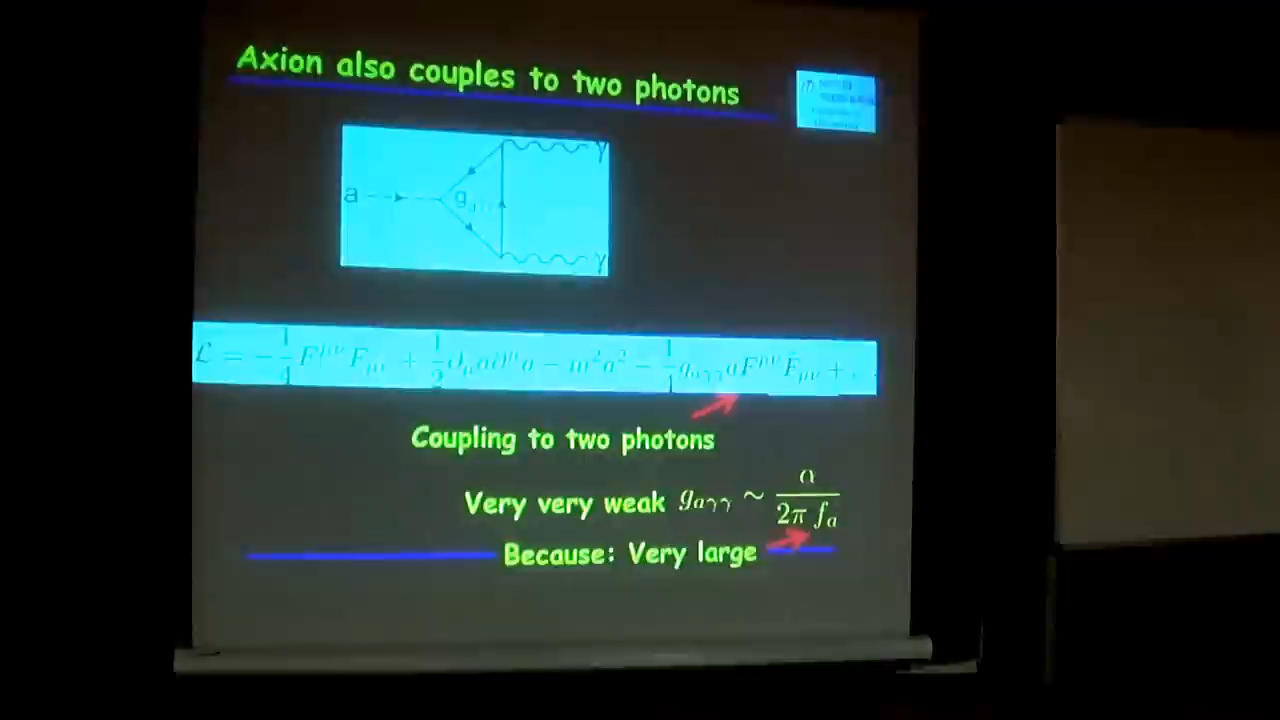 Axion also couples to two photons
γ
a g
γ
ℒ = -1/4 F^{μν}F_{μν} + 1/2 ∂_μ a∂^μ a - m²a² - 1/4 g_{aγγ}aF^{μν}F̃_{μν} + ...
Coupling to two photons
Very very weak g_{aγγ} ~ α / 2π f_a
Because: Very large